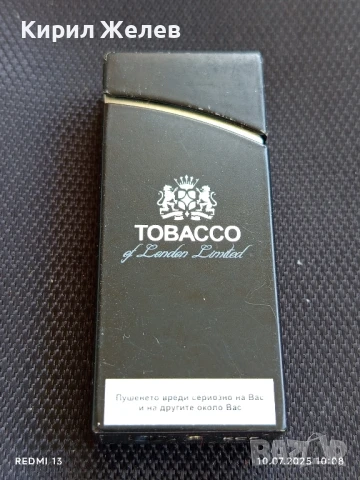 Кирил Желев
TOBACCO
of London Limited
Пушенето вреди сериозно на Вас
и на другите около Вас
REDMI 13
10.07.2025 10:08
BAZAR